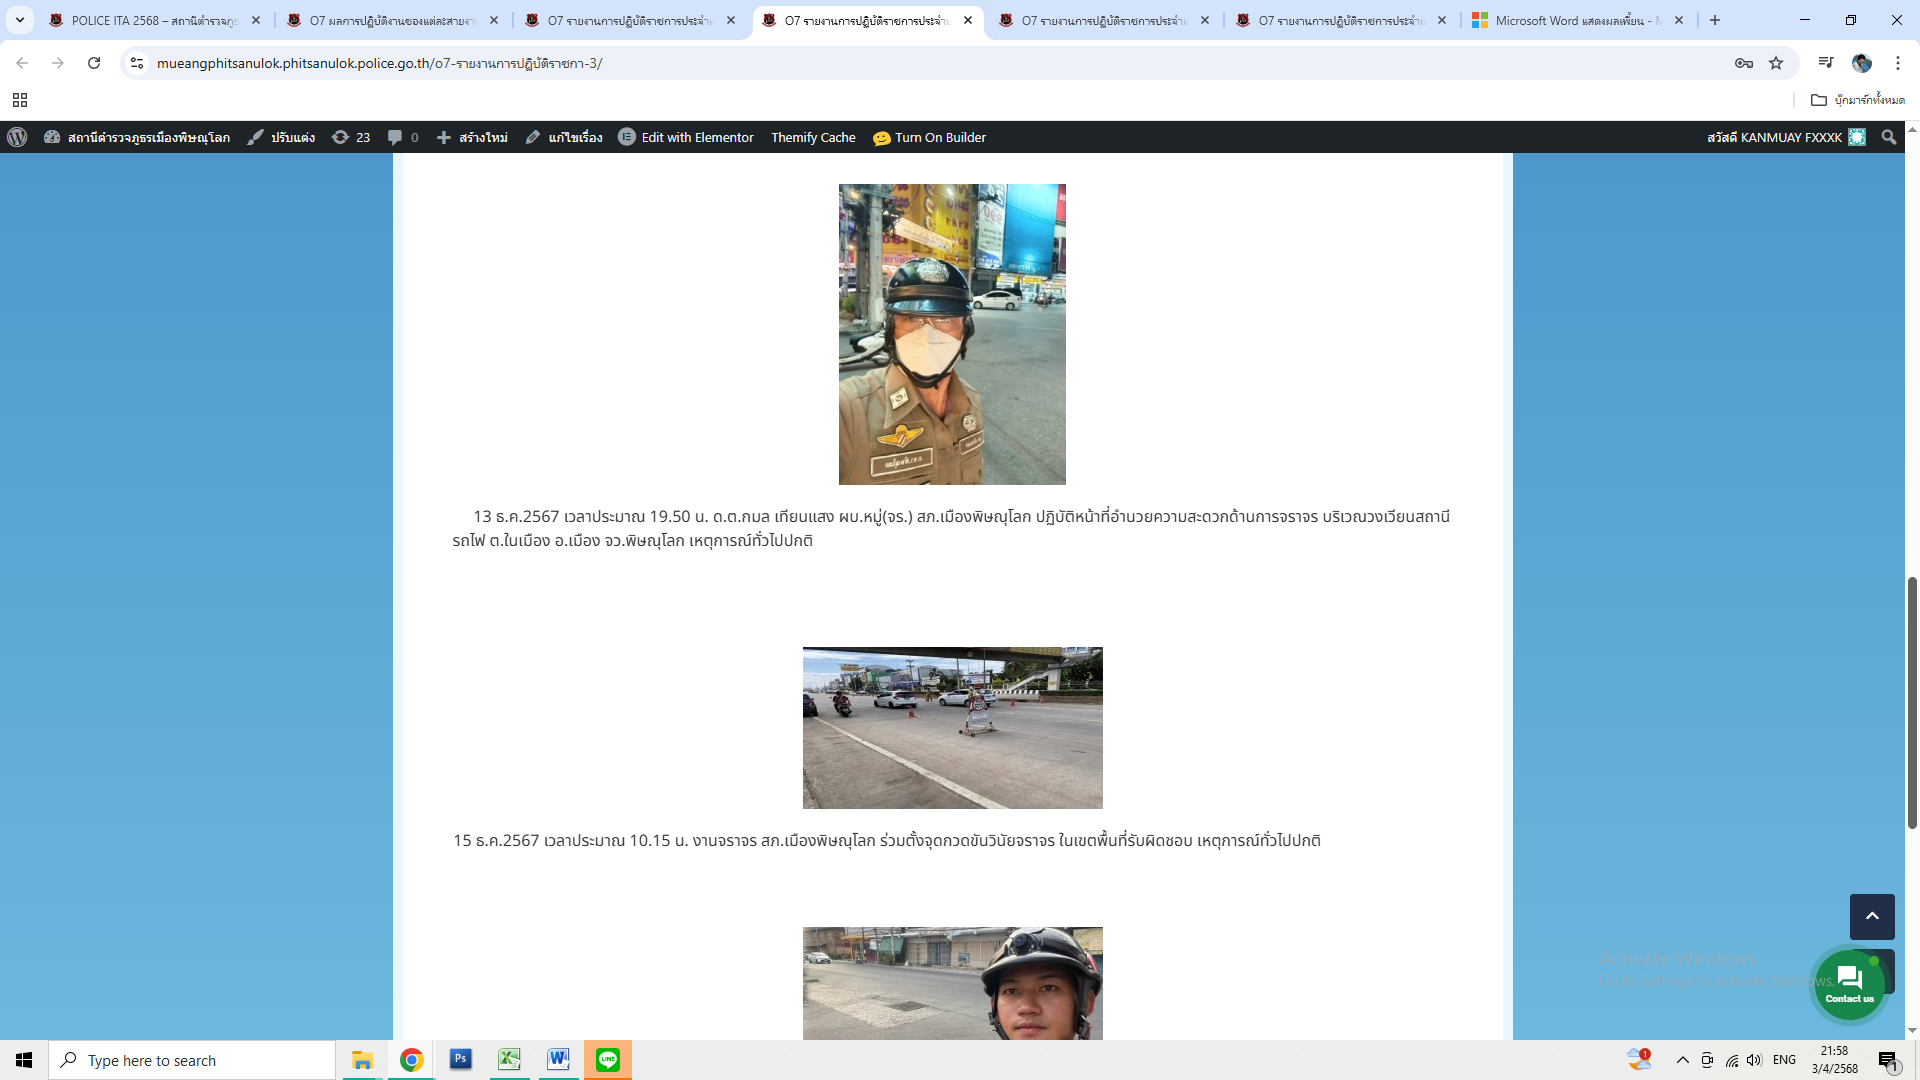 POLICE ITA 2568 – สถานีตำรวจภูธ
O7 ผลการปฏิบัติงานของแต่ละสายงา
O7 รายงานการปฏิบัติราชการประจำเ
O7 รายงานการปฏิบัติราชการประจำเ
O7 รายงานการปฏิบัติราชการประจำเ
O7 รายงานการปฏิบัติราชการประจำเ
Microsoft Word แสดงผลเพี้ยน - M
mueangphitsanulok.phitsanulok.police.go.th/o7-รายงานการปฏิบัติราชกา-3/
บุ๊กมาร์กทั้งหมด
สถานีตำรวจภูธรเมืองพิษณุโลก ปรับแต่ง 23 0 สร้างใหม่ แก้ไขเรื่อง Edit with Elementor Themify Cache Turn On Builder สวัสดี KANMUAY FXXXK
13 ธ.ค.2567 เวลาประมาณ 19.50 น. ด.ต.กมล เทียนแสง ผบ.หมู่(จร.) สภ.เมืองพิษณุโลก ปฏิบัติหน้าที่อำนวยความสะดวกด้านการจราจร บริเวณวงเวียนสถานี
รถไฟ ต.ในเมือง อ.เมือง จว.พิษณุโลก เหตุการณ์ทั่วไปปกติ
15 ธ.ค.2567 เวลาประมาณ 10.15 น. งานจราจร สภ.เมืองพิษณุโลก ร่วมตั้งจุดกวดขันวินัยจราจร ในเขตพื้นที่รับผิดชอบ เหตุการณ์ทั่วไปปกติ
Activate Windows
Contact us
Type here to search
Ps
LINE
1
ENG
21:58
3/4/2568
1